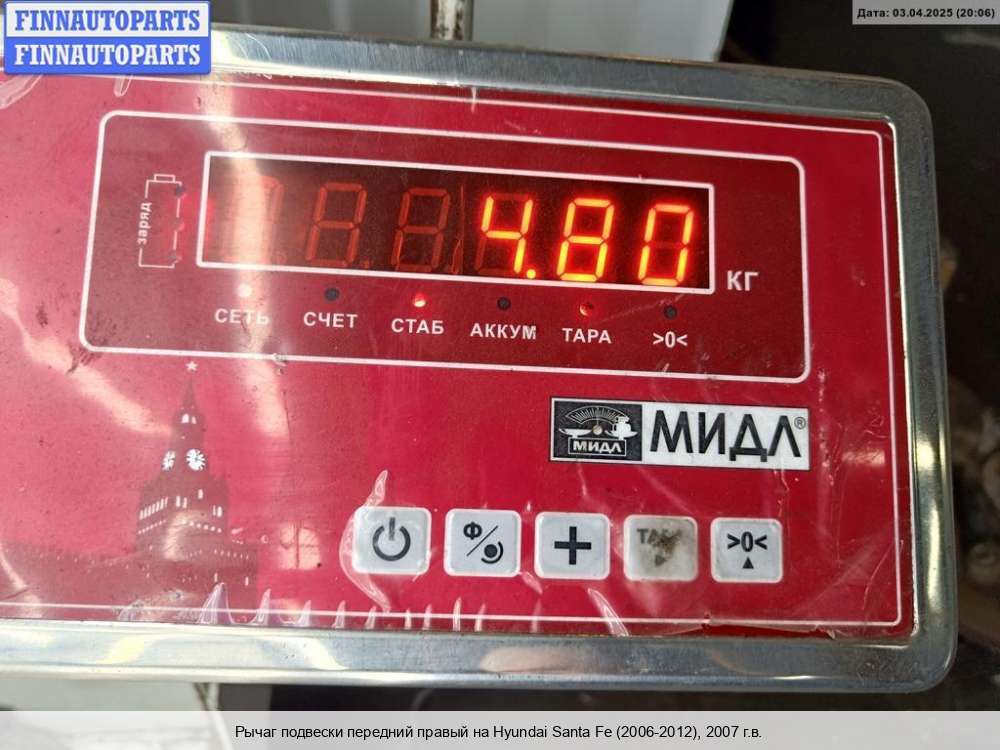 FINNAUTOPARTS
FINNAUTOPARTS
Дата: 03.04.2025 (20:06)
заряд
4.80
КГ
СЕТЬ СЧЕТ СТАБ АККУМ ТАРА >0<
МИДЛ МИДЛ®
Ф ТАРА >0<
Рычаг подвески передний правый на Hyundai Santa Fe (2006-2012), 2007 г.в.